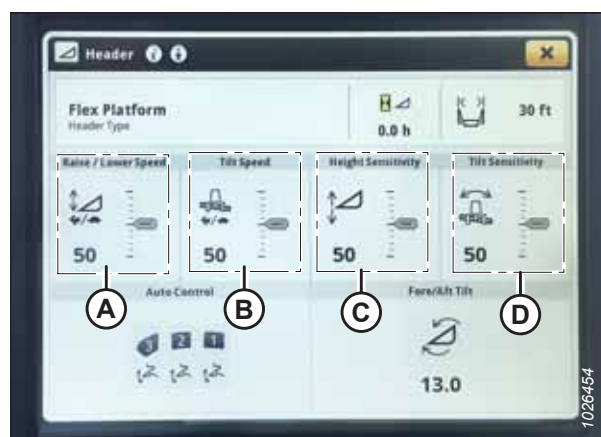 Header
Flex Platform
Header Type
0.0 h
30 ft
Raise / Lower Speed
Tilt Speed
Height Sensitivity
Tilt Sensitivity
50
50
50
50
A
B
C
D
Auto Control
Fore/Aft Tilt
3 2 1
13.0
1026454